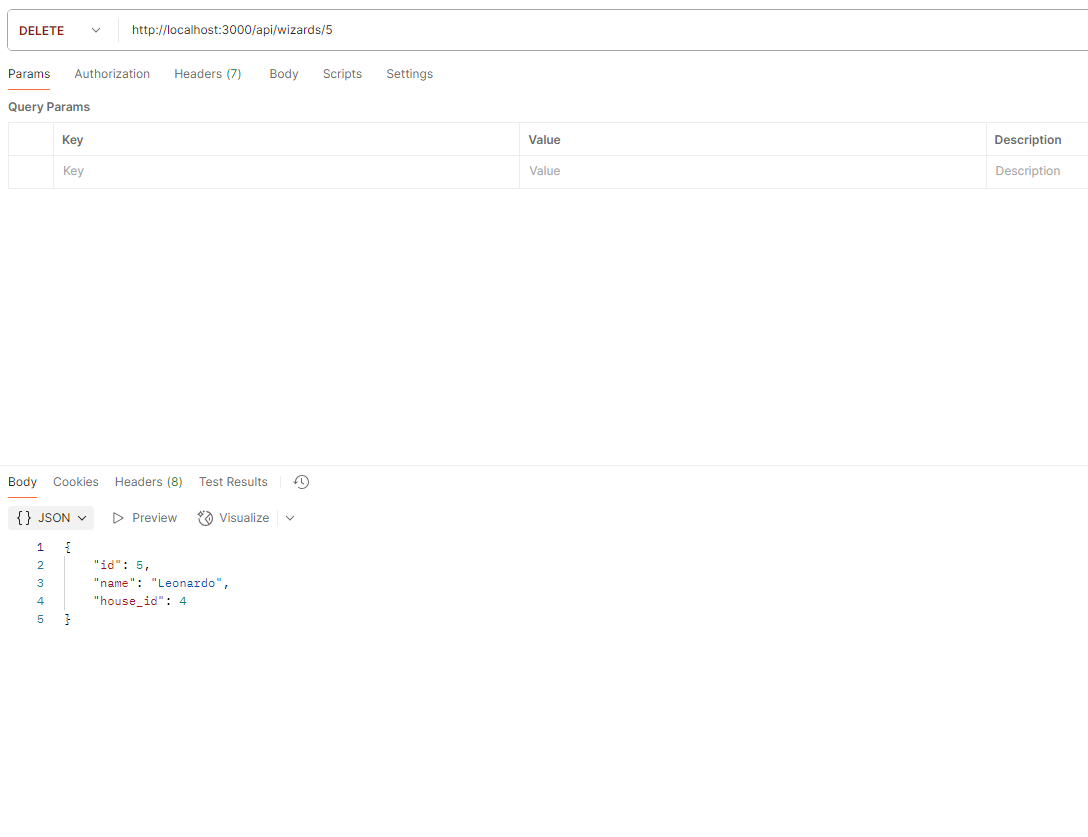 DELETE http://localhost:3000/api/wizards/5
Params Authorization Headers (7) Body Scripts Settings
Query Params
Key Value Description
Key Value Description
Body Cookies Headers (8) Test Results
{} JSON Preview Visualize
1 {
2 "id": 5,
3 "name": "Leonardo",
4 "house_id": 4
5 }